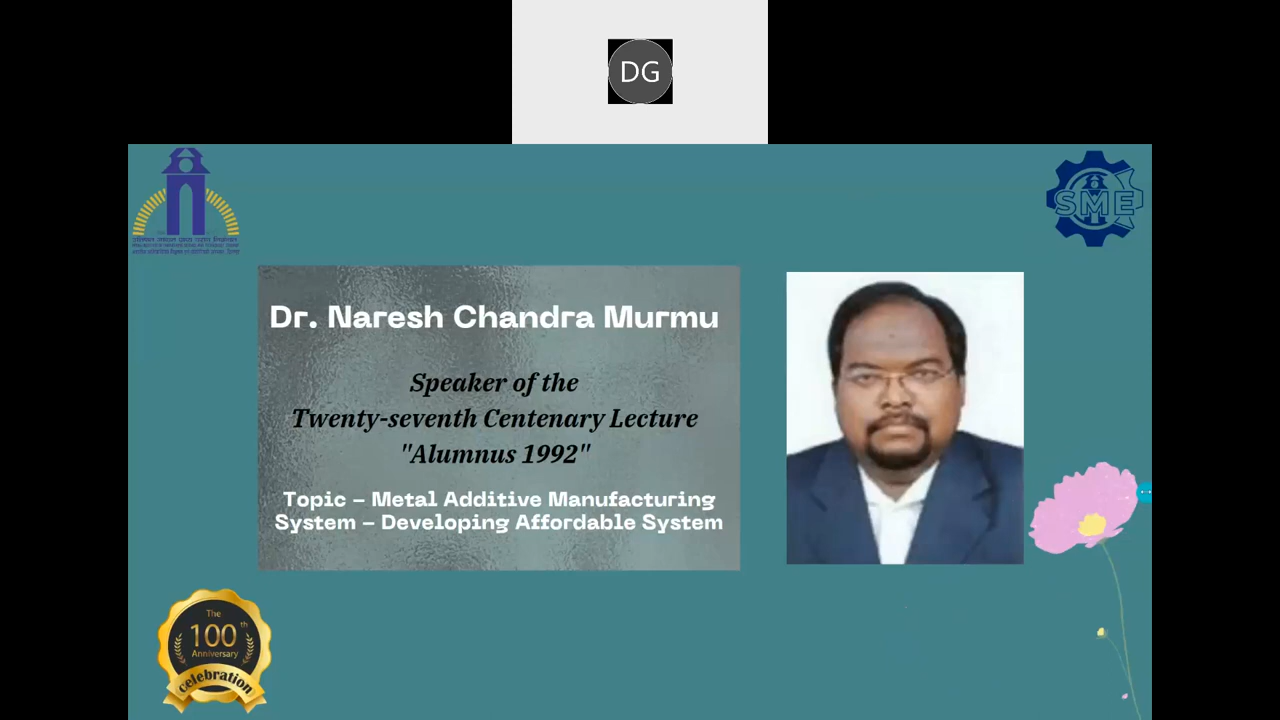 DG
SME
Dr. Naresh Chandra Murmu
Speaker of the
Twenty-seventh Centenary Lecture
"Alumnus 1992"
Topic – Metal Additive Manufacturing
System – Developing Affordable System
The
100th
Anniversary
celebration